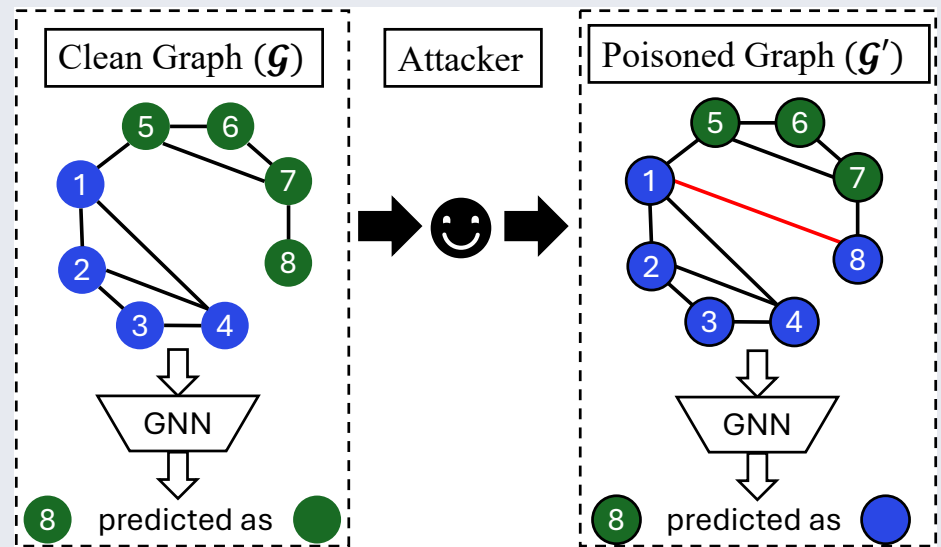 Clean Graph (𝓖)
5
6
1
7
2
8
3
4
GNN
8 predicted as
Attacker
Poisoned Graph (𝓖′)
5
6
1
7
2
8
3
4
GNN
8 predicted as